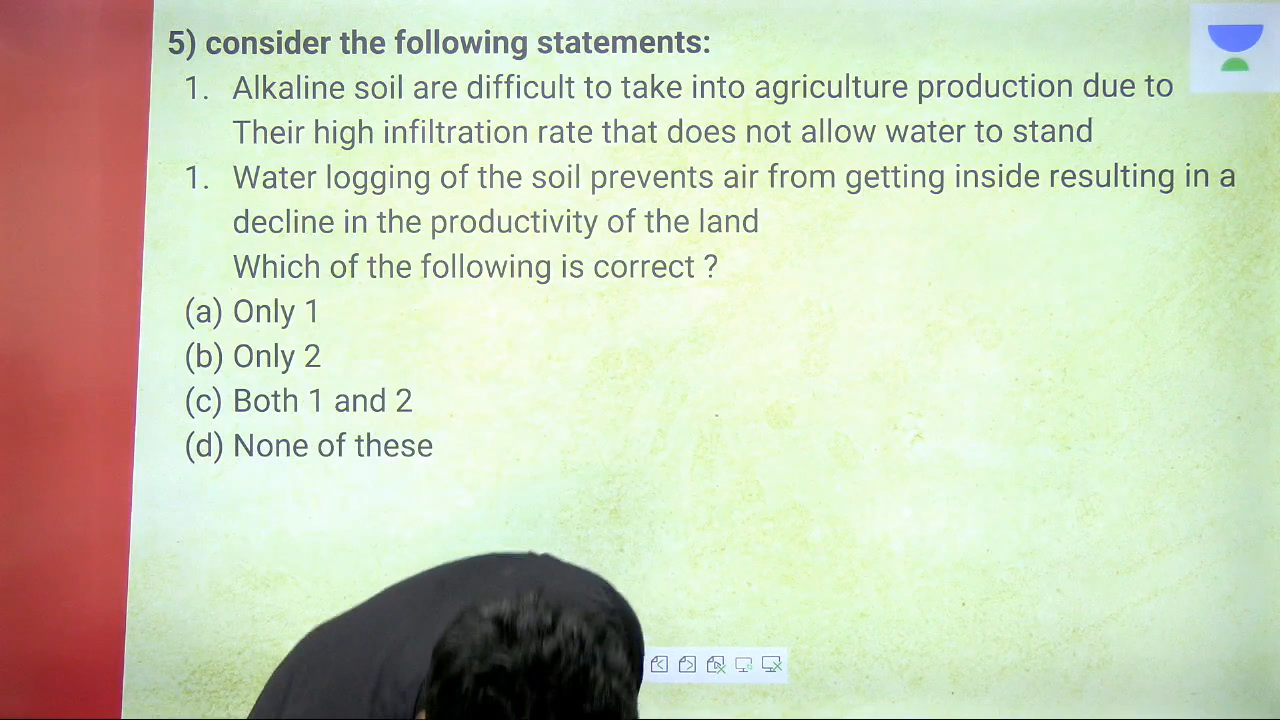 5) consider the following statements:
1. Alkaline soil are difficult to take into agriculture production due to
Their high infiltration rate that does not allow water to stand
1. Water logging of the soil prevents air from getting inside resulting in a
decline in the productivity of the land
Which of the following is correct ?
(a) Only 1
(b) Only 2
(c) Both 1 and 2
(d) None of these